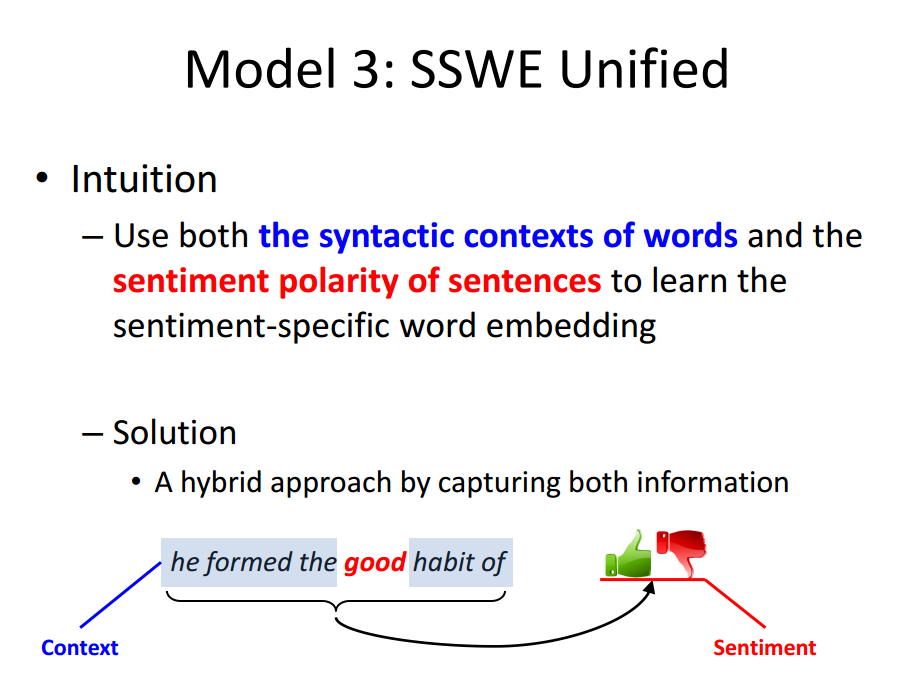 Model 3: SSWE Unified
• Intuition
– Use both the syntactic contexts of words and the
sentiment polarity of sentences to learn the
sentiment-specific word embedding
– Solution
• A hybrid approach by capturing both information
he formed the good habit of
Context
Sentiment